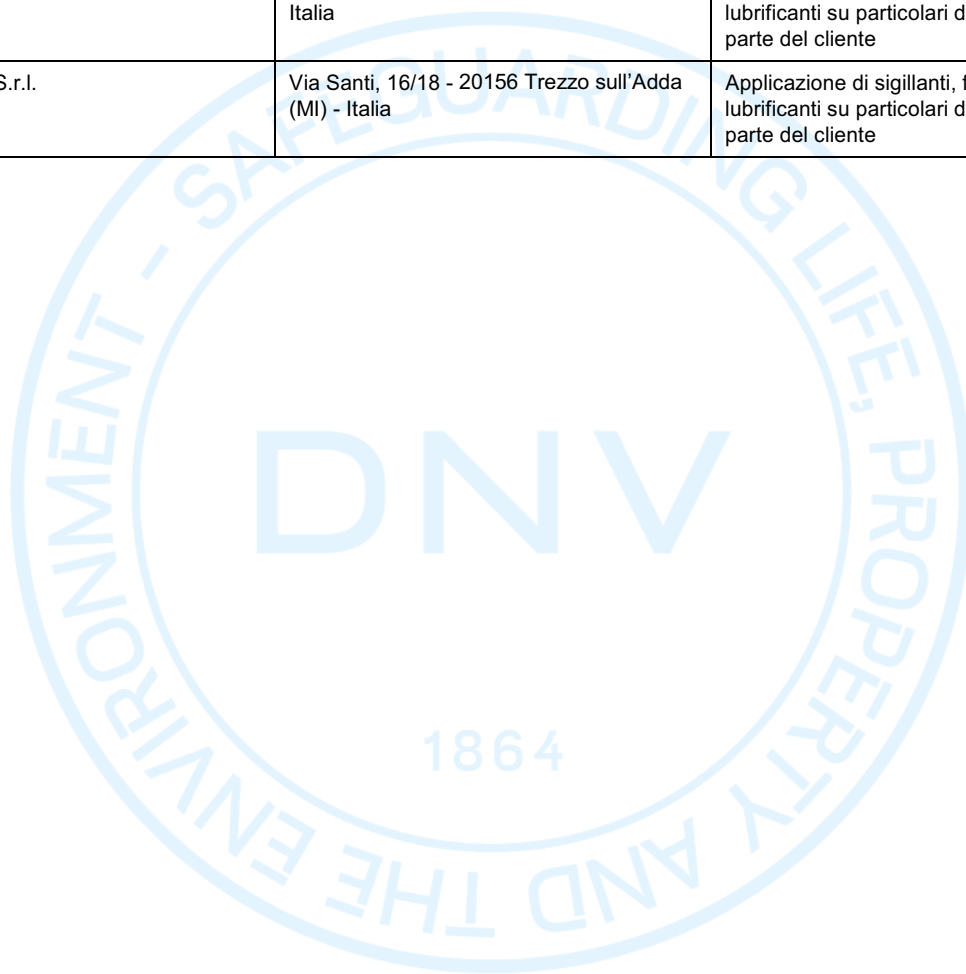 Italia
lubrificanti su particolari d
parte del cliente
S.r.l.
Via Santi, 16/18 - 20156 Trezzo sull’Adda
(MI) - Italia
Applicazione di sigillanti, f
lubrificanti su particolari d
parte del cliente
SAFEGUARDING LIFE, PROPERTY AND THE ENVIRONMENT -
DNV
1864